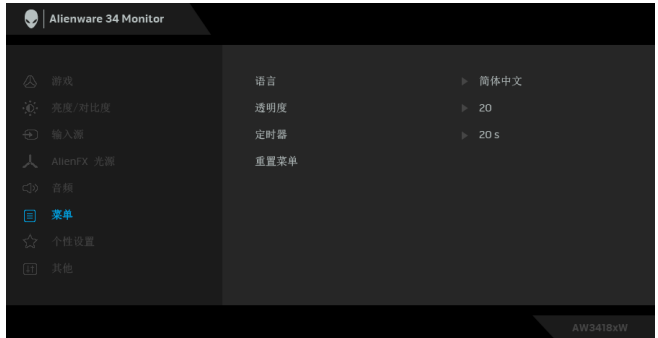 Alienware 34 Monitor
游戏
亮度/对比度
输入源
AlienFX 光源
音频
菜单
个性设置
其他
语言 简体中文
透明度 20
定时器 20 s
重置菜单
AW3418xW